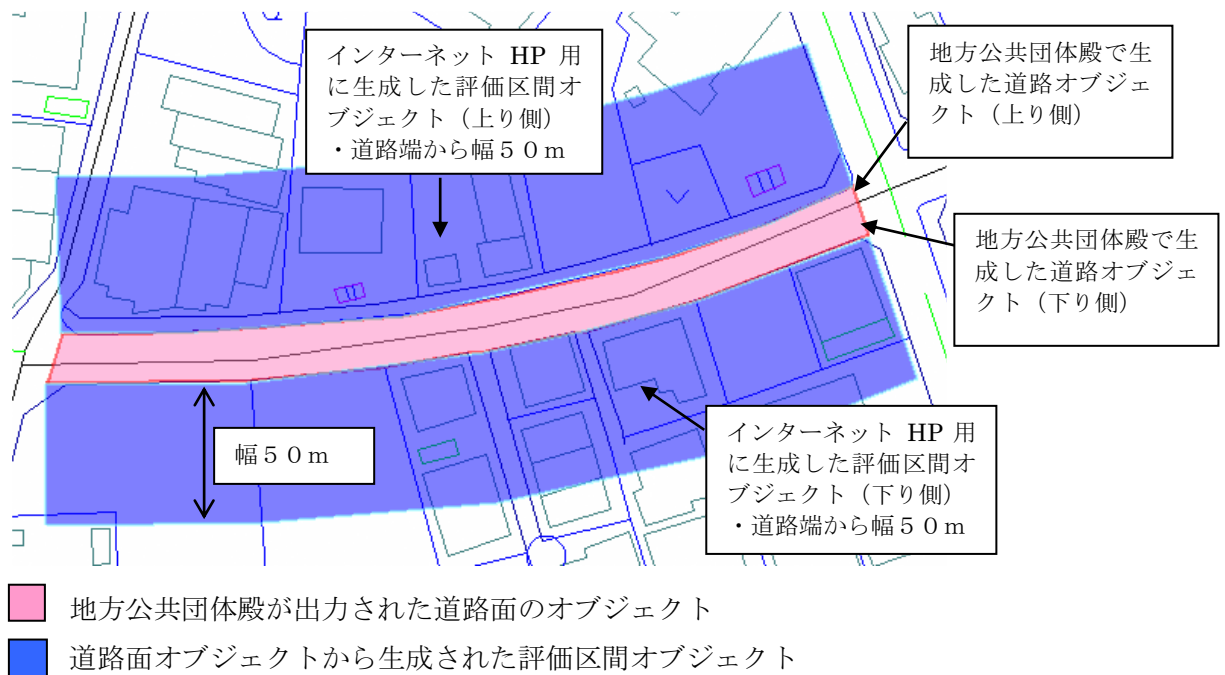 インターネット HP 用
に生成した評価区間オ
ブジェクト（上り側）
・道路端から幅５０ｍ
地方公共団体殿で生
成した道路オブジェ
クト（上り側）
地方公共団体殿で生
成した道路オブジェ
クト（下り側）
幅５０ｍ
インターネット HP 用
に生成した評価区間オ
ブジェクト（下り側）
・道路端から幅５０ｍ
地方公共団体殿が出力された道路面のオブジェクト
道路面オブジェクトから生成された評価区間オブジェクト